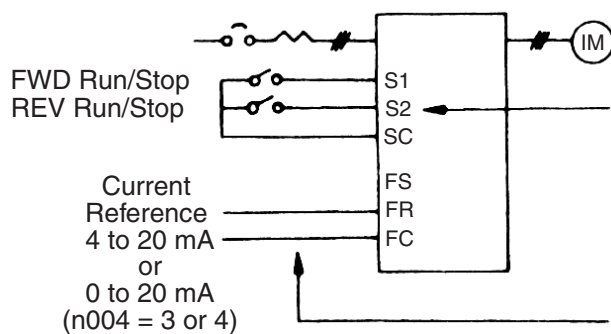 IM
FWD Run/Stop
S1
REV Run/Stop
S2
SC
FS
Current
Reference
FR
4 to 20 mA
FC
or
0 to 20 mA
(n004 = 3 or 4)